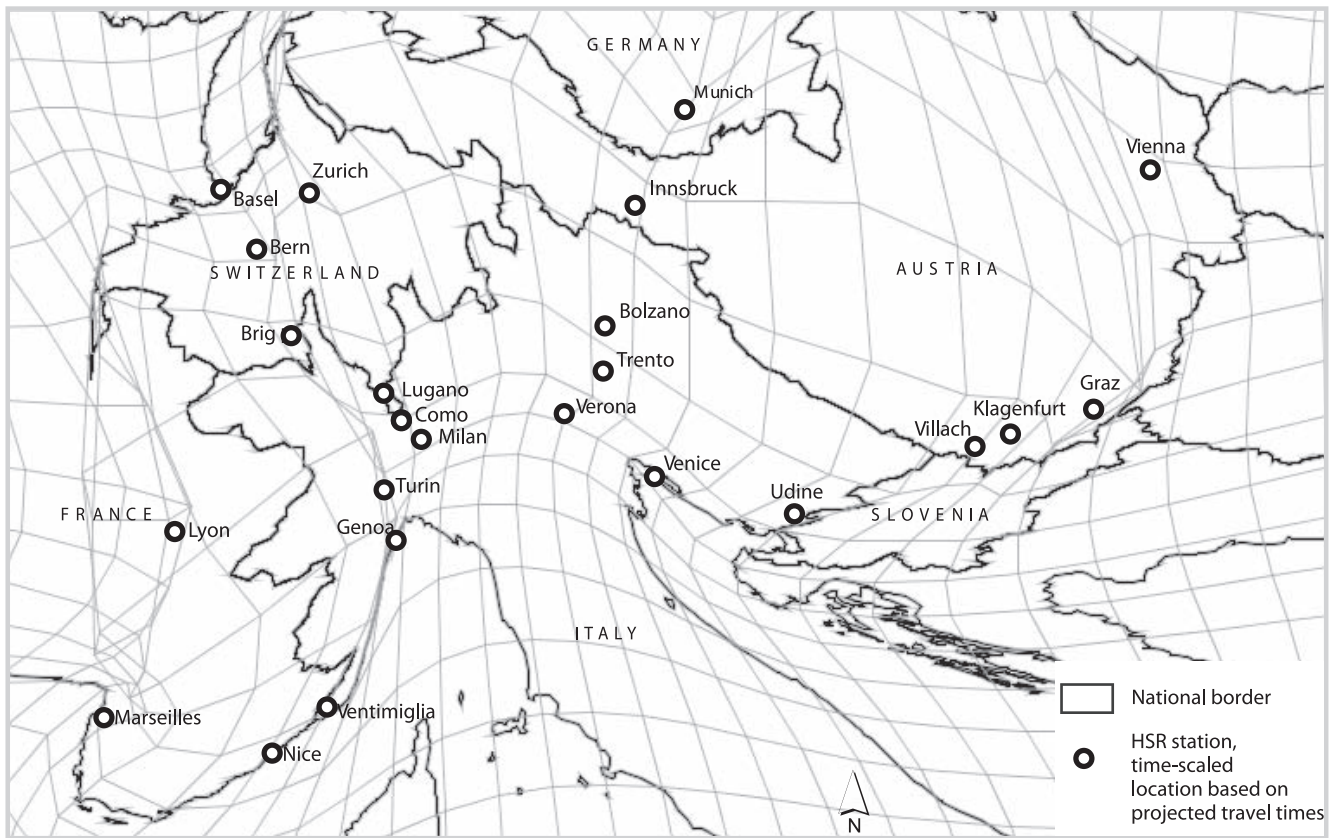 GERMANY
Munich
Vienna
Zurich
Basel
Innsbruck
Bern
SWITZERLAND
AUSTRIA
Bolzano
Brig
Trento
Lugano
Graz
Como
Verona
Klagenfurt
Milan
Villach
Venice
Turin
Udine
FRANCE
SLOVENIA
Lyon
Genoa
ITALY
National border
Ventimiglia
Marseilles
HSR station,
time-scaled
location based on
projected travel times
Nice
N